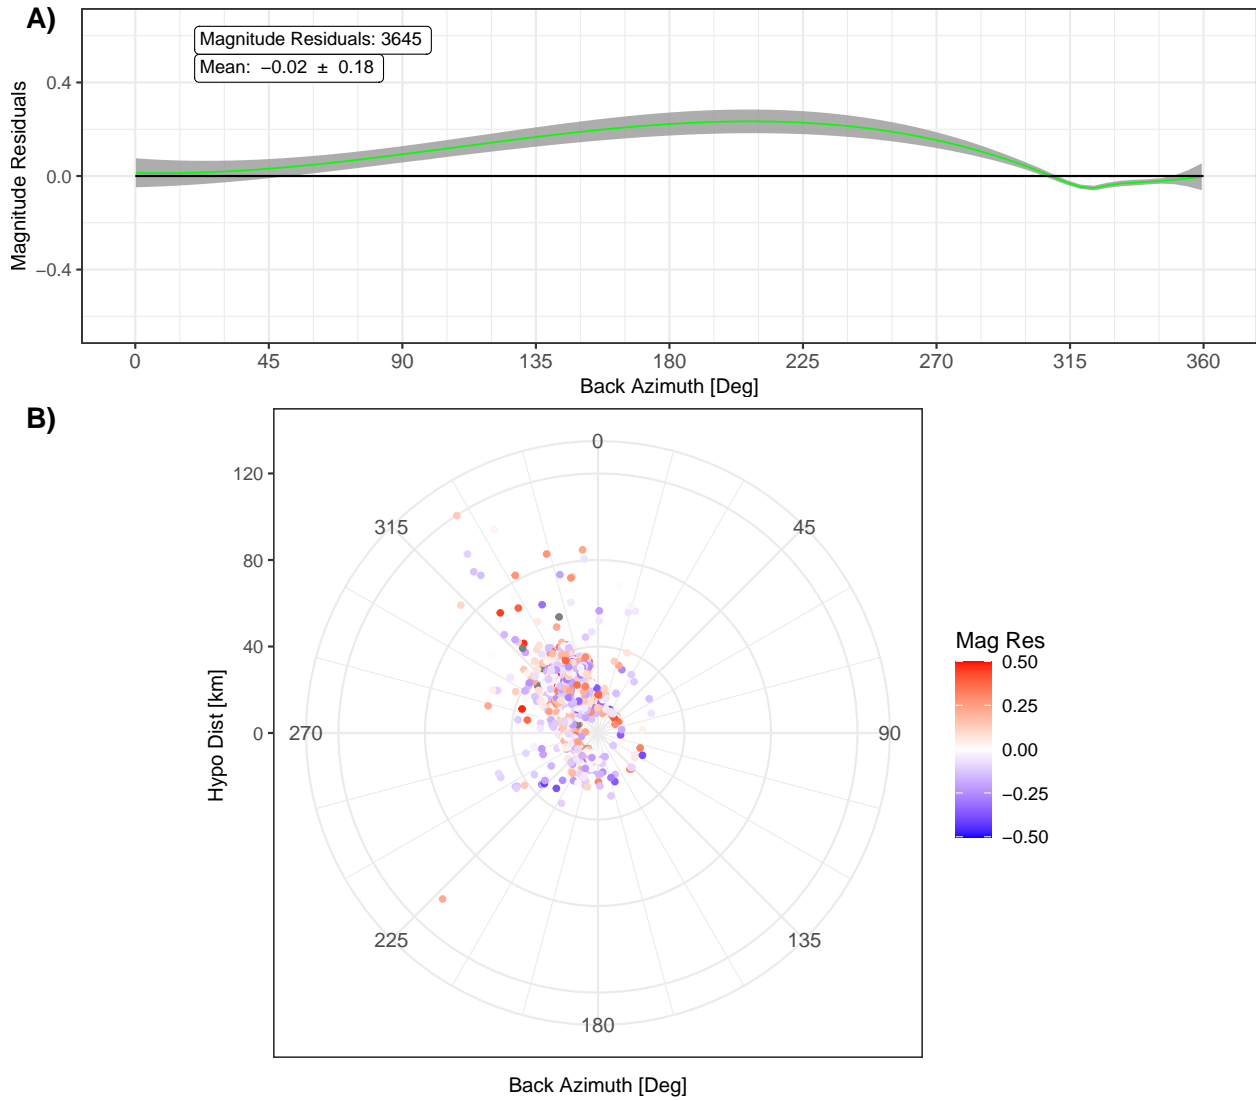 A)
Magnitude Residuals: 3645
Mean: −0.02 ± 0.18
Magnitude Residuals
0.4
0.0
−0.4
0 45 90 135 180 225 270 315 360
Back Azimuth [Deg]
B)
Hypo Dist [km]
120
80
40
0
0
45
90
135
180
225
270
315
Back Azimuth [Deg]
Mag Res
0.50
0.25
0.00
−0.25
−0.50